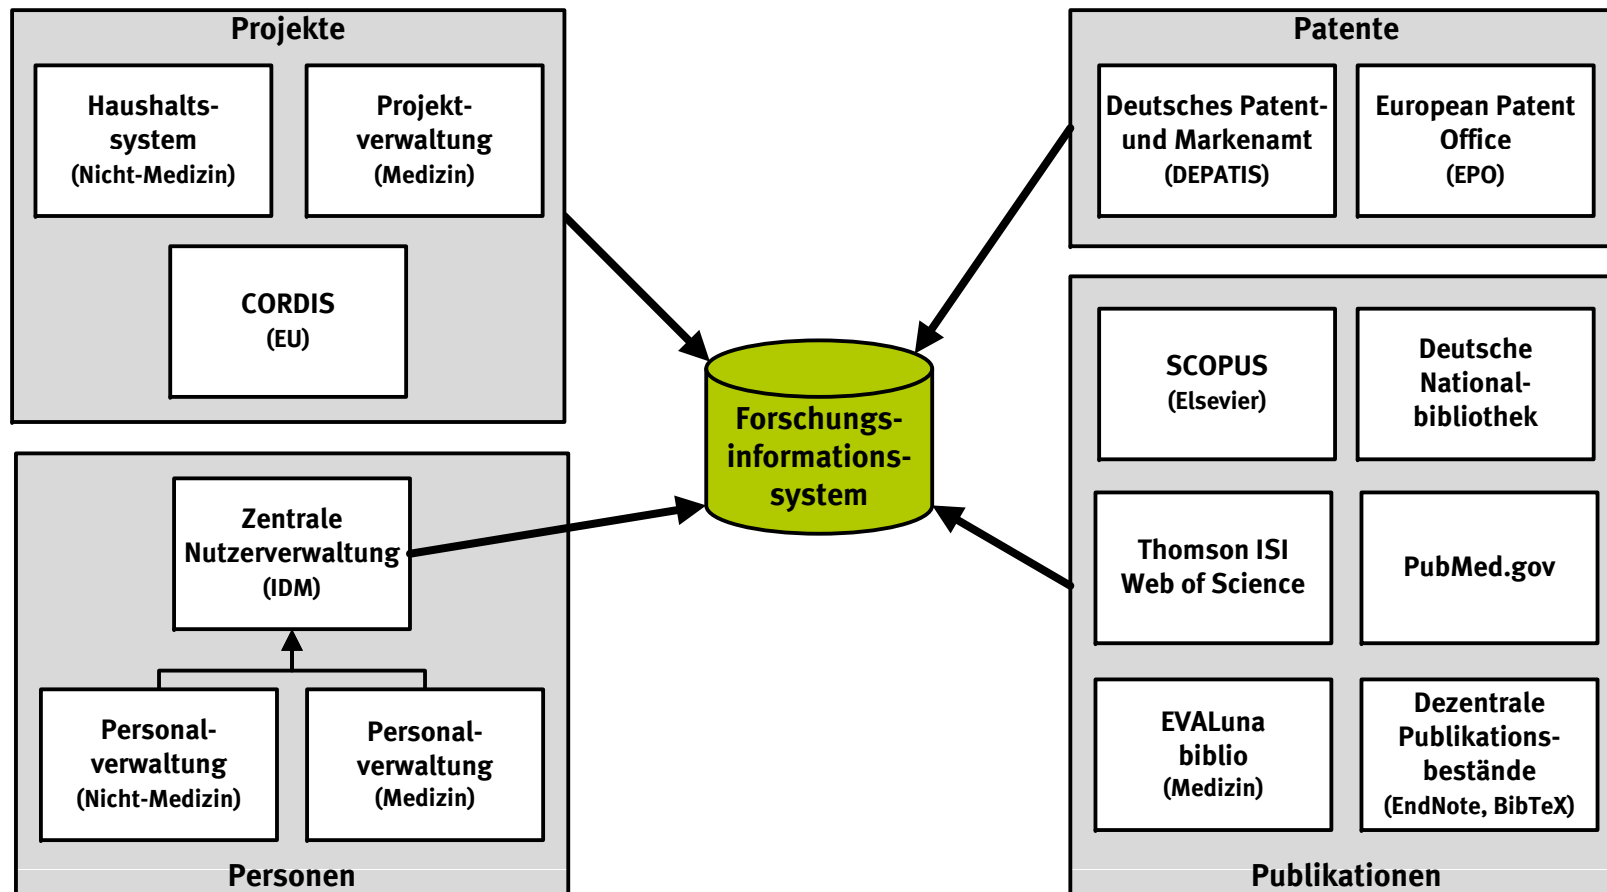 Projekte
Haushalts-
system
(Nicht-Medizin)
Projekt-
verwaltung
(Medizin)
CORDIS
(EU)
Zentrale
Nutzerverwaltung
(IDM)
Personal-
verwaltung
(Nicht-Medizin)
Personal-
verwaltung
(Medizin)
Personen
Forschungs-
informations-
system
Patente
Deutsches Patent-
und Markenamt
(DEPATIS)
European Patent
Office
(EPO)
SCOPUS
(Elsevier)
Deutsche
National-
bibliothek
Thomson ISI
Web of Science
PubMed.gov
EVALuna
biblio
(Medizin)
Dezentrale
Publikations-
bestände
(EndNote, BibTeX)
Publikationen